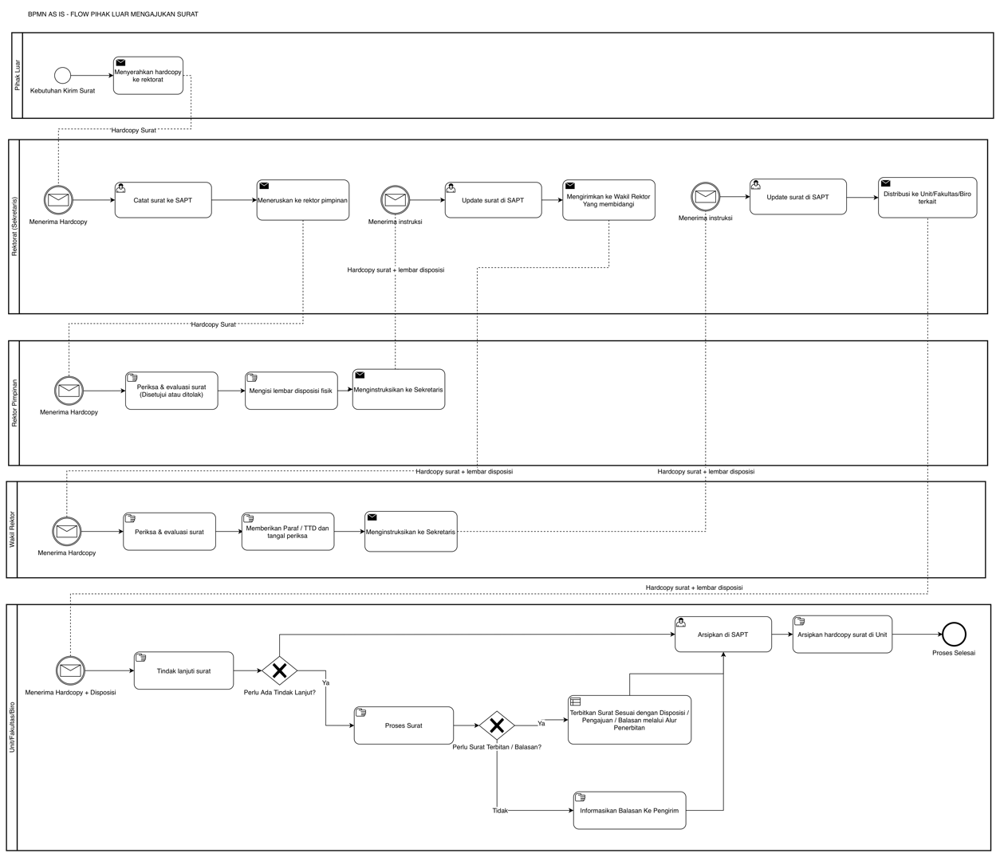 BPMN AS IS - FLOW PIHAK LUAR MENGAJUKAN SURAT
Pihak Luar
Kebutuhan Kirim Surat
Menyerahkan hardcopy
ke rektorat
Hardcopy Surat
Rektorat (Sekretaris)
Menerima Hardcopy
Catat surat ke SAPT
Meneruskan ke rektor pimpinan
Menerima instruksi
Update surat di SAPT
Mengirimkan ke Wakil Rektor
Yang membidangi
Menerima instruksi
Update surat di SAPT
Distribusi ke Unit/Fakultas/Biro
terkait
Hardcopy surat + lembar disposisi
Hardcopy Surat
Rektor Pimpinan
Menerima Hardcopy
Periksa & evaluasi surat
(Disetujui atau ditolak)
Mengisi lembar disposisi fisik
Menginstruksikan ke Sekretaris
Hardcopy surat + lembar disposisi
Hardcopy surat + lembar disposisi
Wakil Rektor
Menerima Hardcopy
Periksa & evaluasi surat
Memberikan Paraf / TTD dan
tangal periksa
Menginstruksikan ke Sekretaris
Hardcopy surat + lembar disposisi
Unit/Fakultas/Biro
Menerima Hardcopy + Disposisi
Tindak lanjuti surat
Perlu Ada Tindak Lanjut?
Ya
Proses Surat
Perlu Surat Terbitan / Balasan?
Ya
Terbitkan Surat Sesuai dengan Disposisi /
Pengajuan / Balasan melalui Alur
Penerbitan
Tidak
Informasikan Balasan Ke Pengirim
Arsipkan di SAPT
Arsipkan hardcopy surat di Unit
Proses Selesai